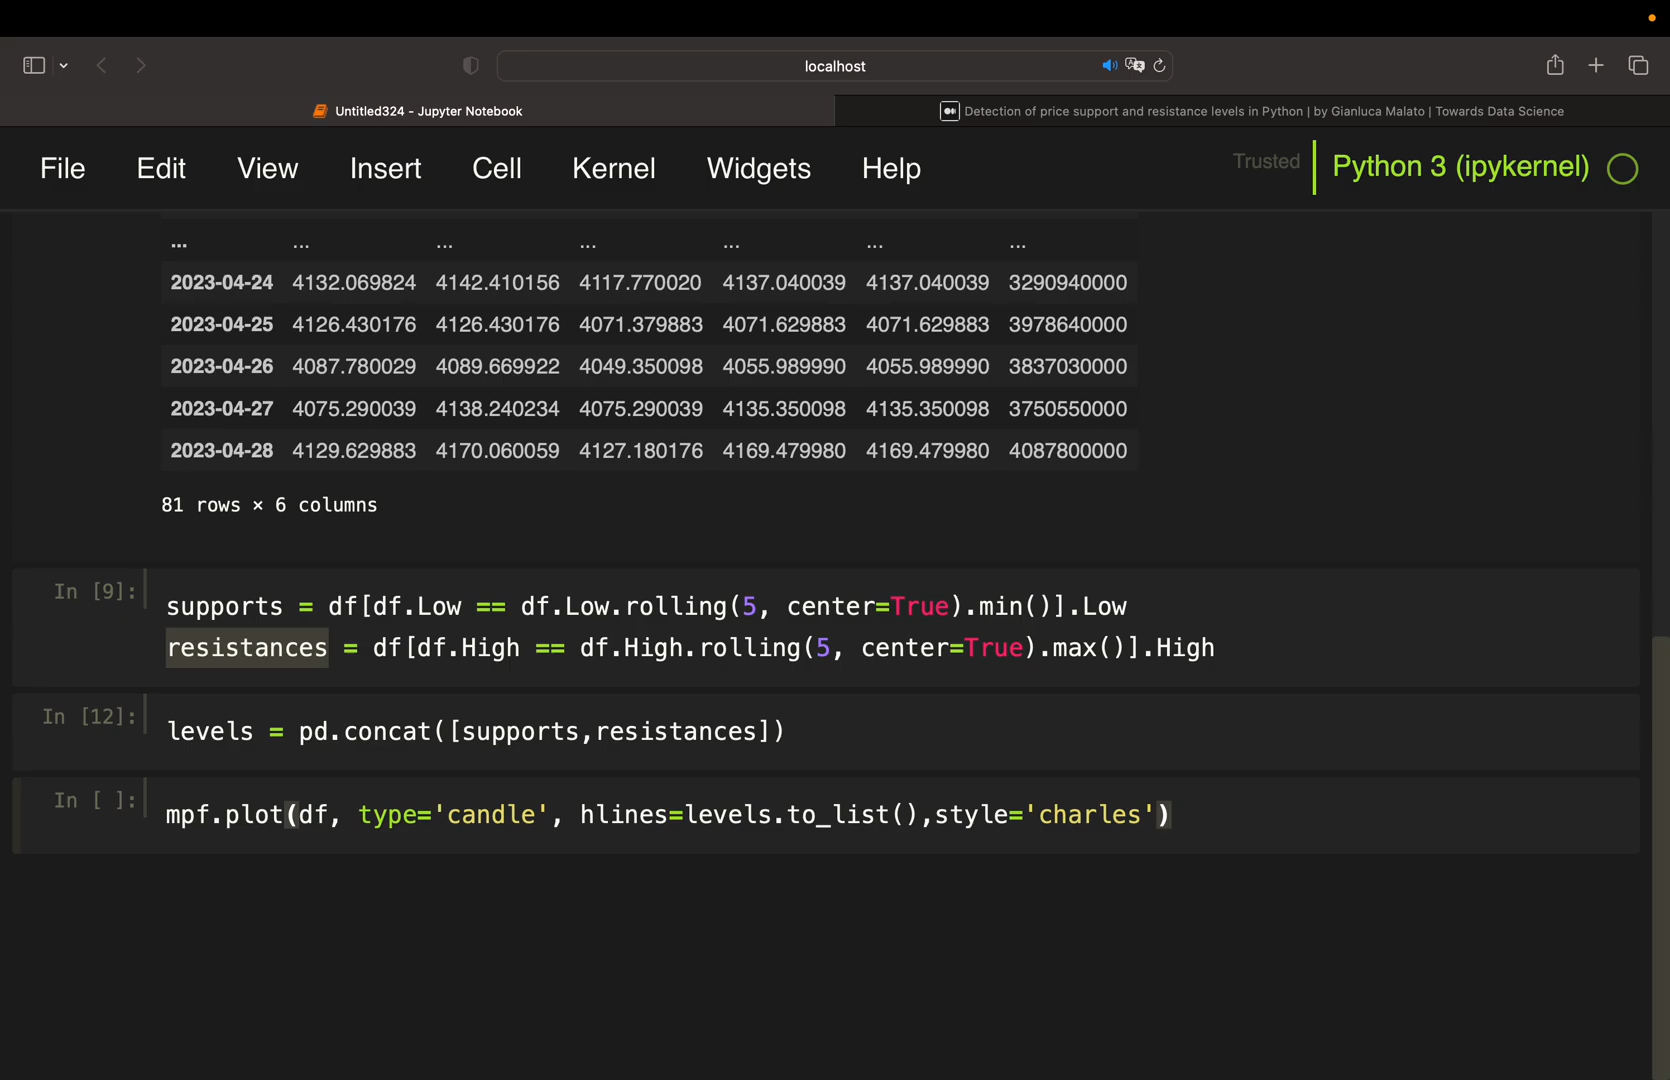 localhost
Untitled324 - Jupyter Notebook
Detection of price support and resistance levels in Python | by Gianluca Malato | Towards Data Science
File Edit View Insert Cell Kernel Widgets Help Trusted Python 3 (ipykernel)
... ... ... ... ... ... ...
2023-04-24 4132.069824 4142.410156 4117.770020 4137.040039 4137.040039 3290940000
2023-04-25 4126.430176 4126.430176 4071.379883 4071.629883 4071.629883 3978640000
2023-04-26 4087.780029 4089.669922 4049.350098 4055.989990 4055.989990 3837030000
2023-04-27 4075.290039 4138.240234 4075.290039 4135.350098 4135.350098 3750550000
2023-04-28 4129.629883 4170.060059 4127.180176 4169.479980 4169.479980 4087800000
81 rows × 6 columns
In [9]: supports = df[df.Low == df.Low.rolling(5, center=True).min()].Low
resistances = df[df.High == df.High.rolling(5, center=True).max()].High
In [12]: levels = pd.concat([supports,resistances])
In [ ]: mpf.plot(df, type='candle', hlines=levels.to_list(),style='charles')